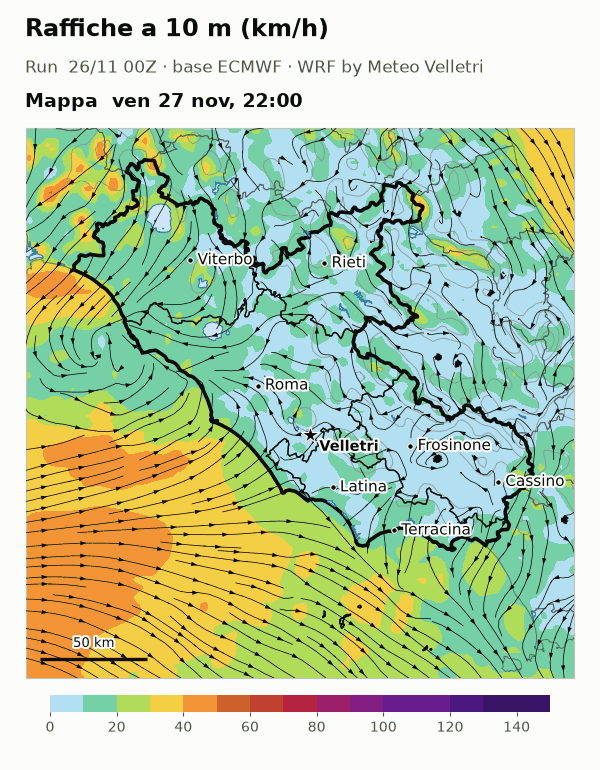 Raffiche a 10 m (km/h)
Run  26/11 00Z · base ECMWF · WRF by Meteo Velletri
Mappa  ven 27 nov, 22:00
Viterbo
Rieti
Roma
Velletri
Frosinone
Cassino
Latina
Terracina
50 km
0 20 40 60 80 100 120 140